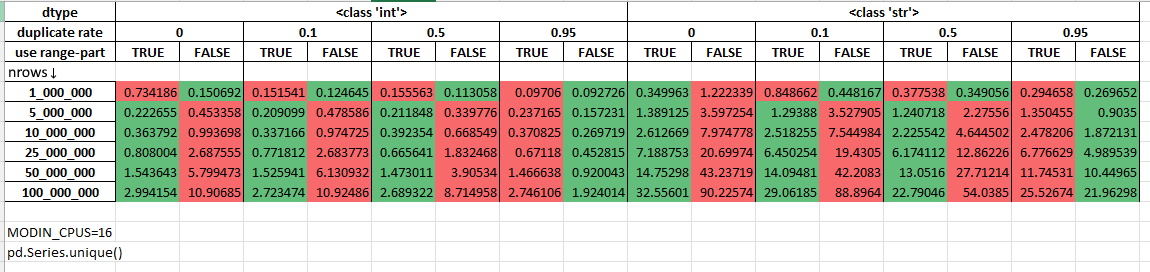 dtype <class 'int'> <class 'str'>
duplicate rate 0 0.1 0.5 0.95 0 0.1 0.5 0.95
use range-part TRUE FALSE TRUE FALSE TRUE FALSE TRUE FALSE TRUE FALSE TRUE FALSE TRUE FALSE TRUE FALSE
nrows↓
1_000_000 0.734186 0.150692 0.151541 0.124645 0.155563 0.113058 0.09706 0.092726 0.349963 1.222339 0.848662 0.448167 0.377538 0.349056 0.294658 0.269652
5_000_000 0.222655 0.453358 0.209099 0.478586 0.211848 0.339776 0.237165 0.157231 1.389125 3.597254 1.29388 3.527905 1.240718 2.27556 1.350455 0.9035
10_000_000 0.363792 0.993698 0.337166 0.974725 0.392354 0.668549 0.370825 0.269719 2.612669 7.974778 2.518255 7.544984 2.225542 4.644502 2.478206 1.872131
25_000_000 0.808004 2.687555 0.771812 2.683773 0.665641 1.832468 0.67118 0.452815 7.188753 20.69974 6.450254 19.4305 6.174112 12.86226 6.776629 4.989539
50_000_000 1.543643 5.799473 1.525941 6.130932 1.473011 3.90534 1.466638 0.920043 14.75298 43.23719 14.09481 42.2083 13.0516 27.71214 11.74531 10.44965
100_000_000 2.994154 10.90685 2.723474 10.92486 2.689322 8.714958 2.746106 1.924014 32.55601 90.22574 29.06185 88.8964 22.79046 54.0385 25.52674 21.96298
MODIN_CPUS=16
pd.Series.unique()